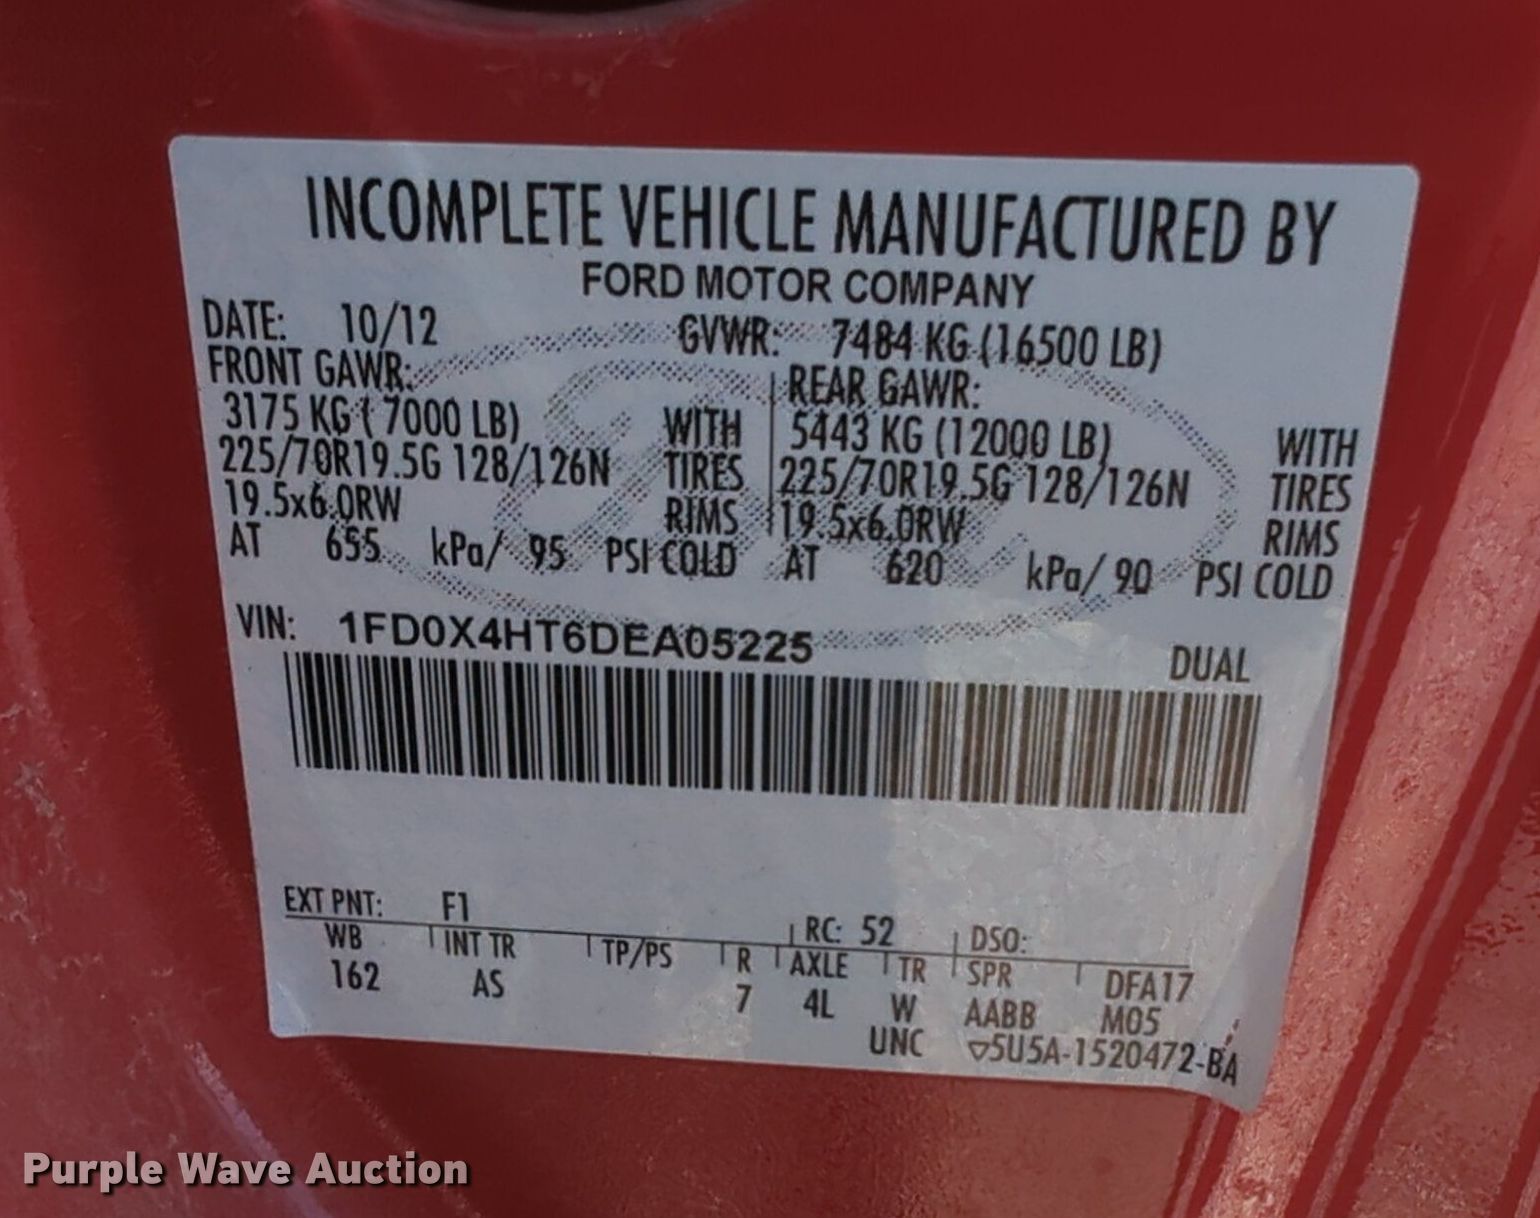 INCOMPLETE VEHICLE MANUFACTURED BY
FORD MOTOR COMPANY
DATE: 10/12 GVWR: 7484 KG (16500 LB)
FRONT GAWR: REAR GAWR:
3175 KG ( 7000 LB) WITH 5443 KG (12000 LB) WITH
225/70R19.5G 128/126N TIRES 225/70R19.5G 128/126N TIRES
19.5x6.0RW RIMS 19.5x6.0RW RIMS
AT 655 kPa/ 95 PSI COLD AT 620 kPa/ 90 PSI COLD
VIN: 1FD0X4HT6DEA05225
DUAL
EXT PNT: F1 RC: 52 DSO:
WB INT TR TP/PS R AXLE TR SPR DFA17
162 AS 7 4L W AABB M05
UNC ▽5U5A-1520472-BA
Purple Wave Auction